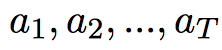 a_1, a_2, ..., a_T